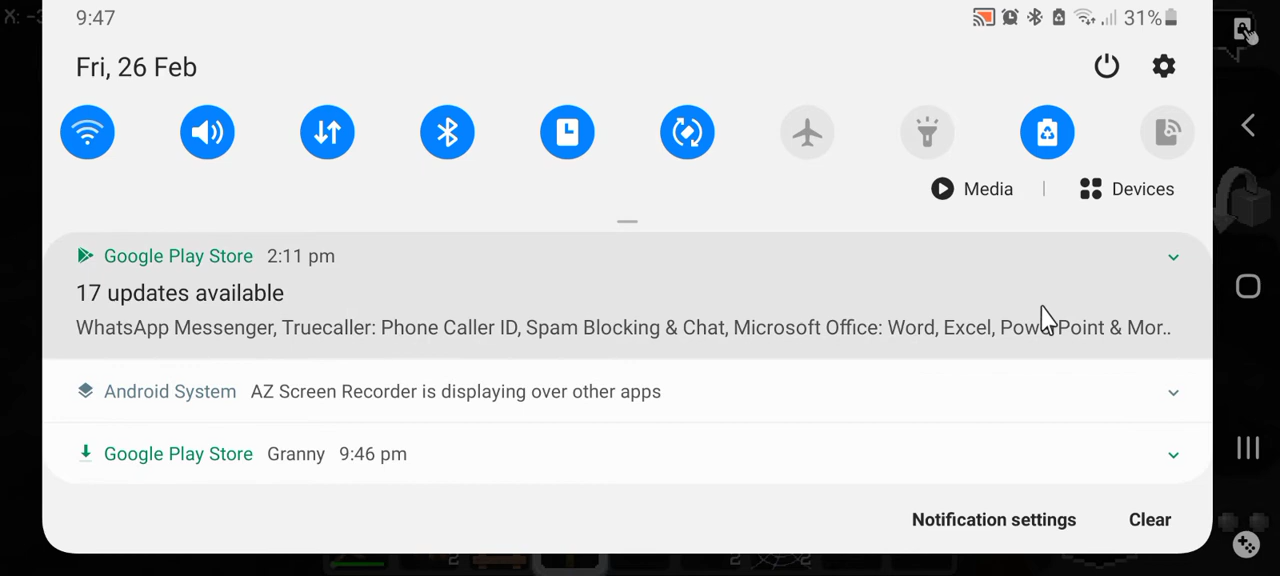 9:47 31%
Fri, 26 Feb
Media | Devices
Google Play Store 2:11 pm
17 updates available
WhatsApp Messenger, Truecaller: Phone Caller ID, Spam Blocking & Chat, Microsoft Office: Word, Excel, PowerPoint & Mor..
Android System AZ Screen Recorder is displaying over other apps
Google Play Store Granny 9:46 pm
Notification settings Clear